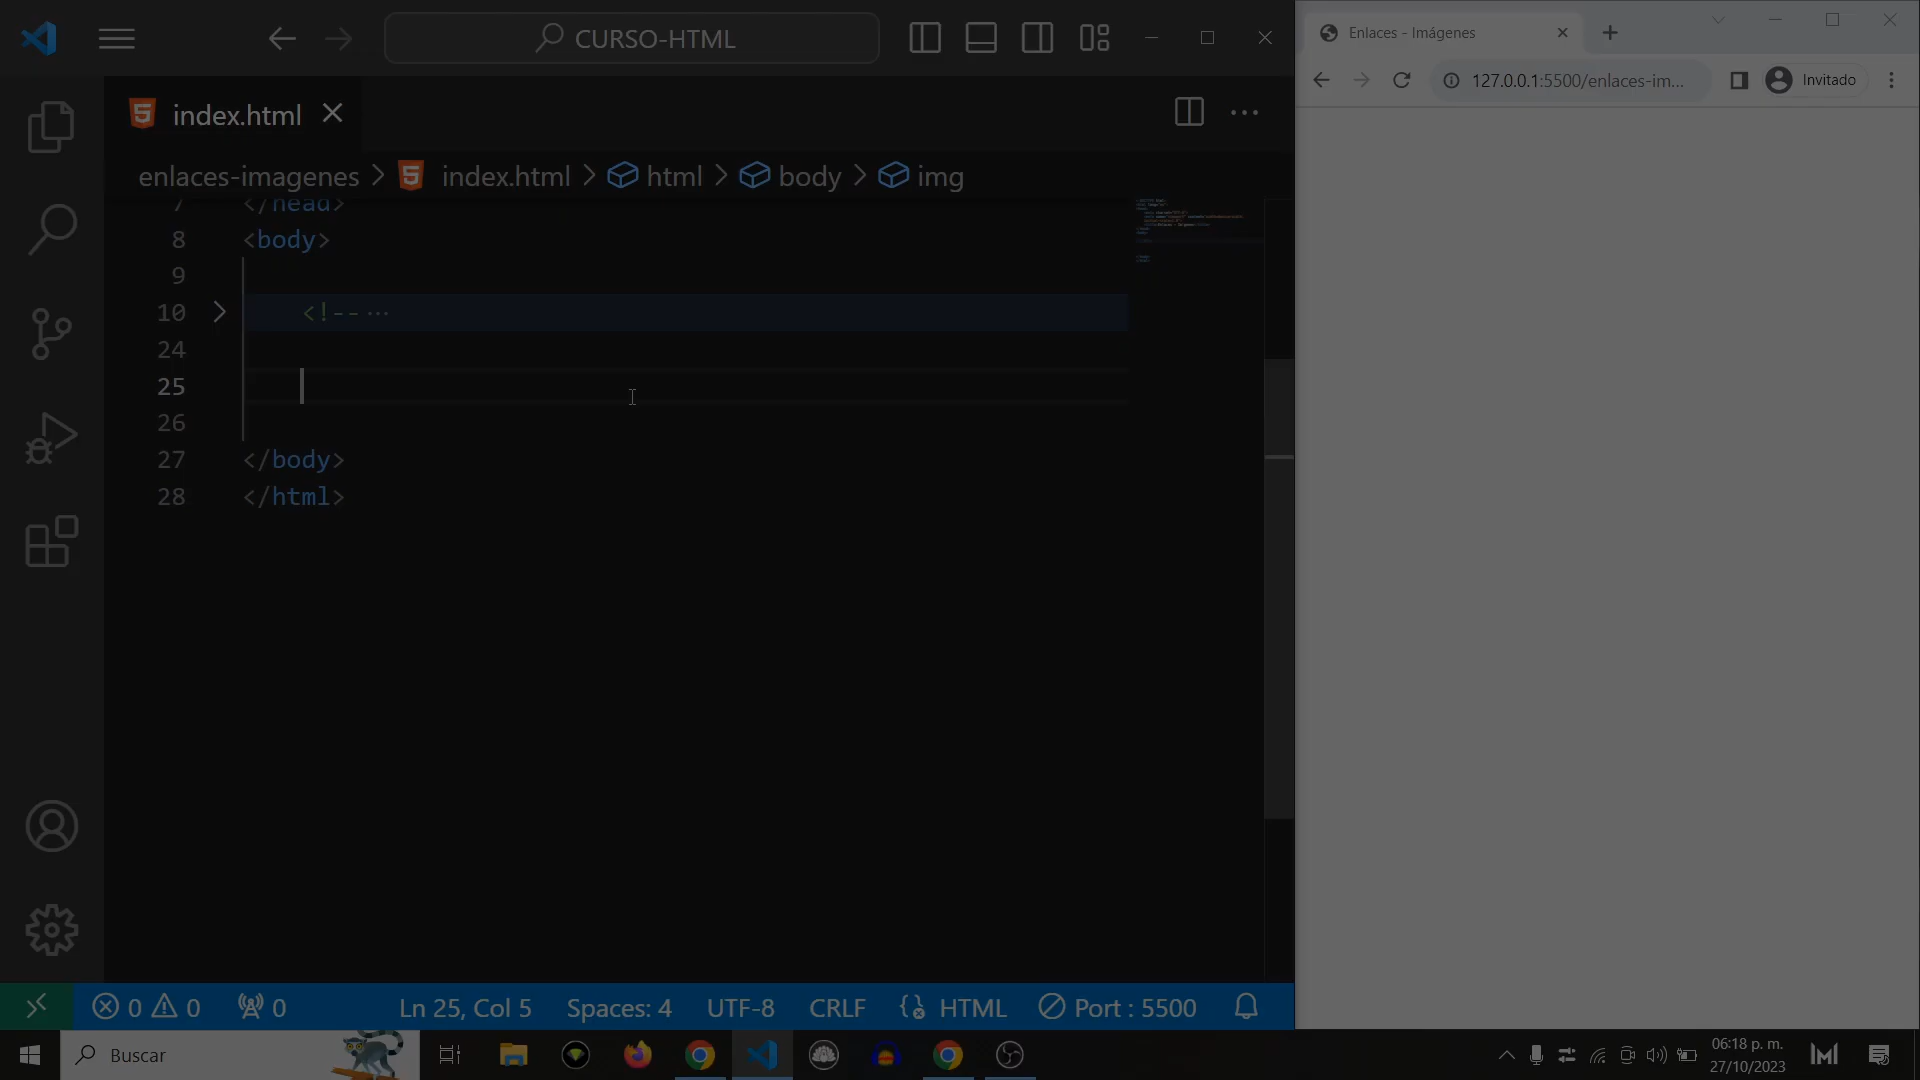 CURSO-HTML
Enlaces - Imágenes
127.0.0.1:5500/enlaces-im...
Invitado
index.html
enlaces-imagenes > index.html > html > body > img
7 </head>
8 <body>
9
10 <!-- ...
24
25
26
27 </body>
28 </html>
0 0 0 Ln 25, Col 5 Spaces: 4 UTF-8 CRLF HTML Port : 5500
Buscar
06:18 p. m.
27/10/2023